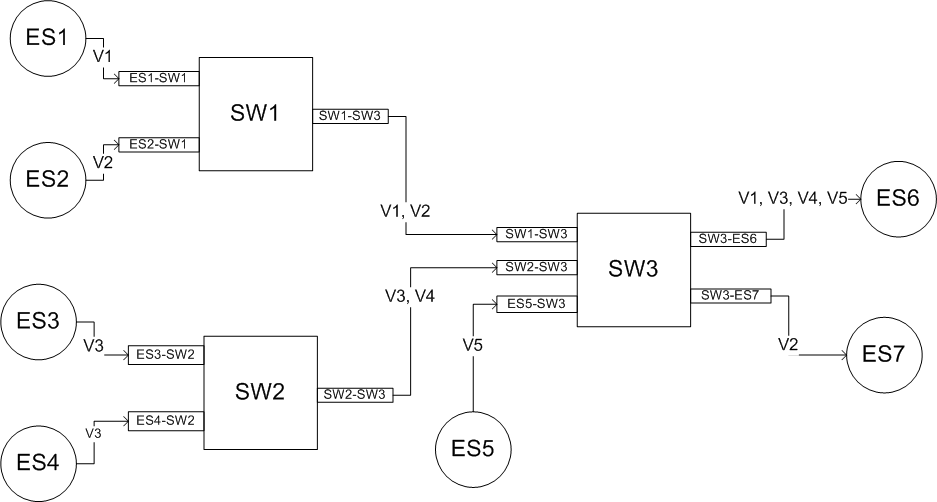 ES1
V1
ES1-SW1
SW1
SW1-SW3
ES2-SW1
V2
ES2
V1, V2
V1, V3, V4, V5
ES6
SW1-SW3
SW3-ES6
SW2-SW3
SW3
V3, V4
ES5-SW3
SW3-ES7
ES3
V3
ES3-SW2
V5
V2
ES7
SW2
SW2-SW3
ES4-SW2
V3
ES4
ES5